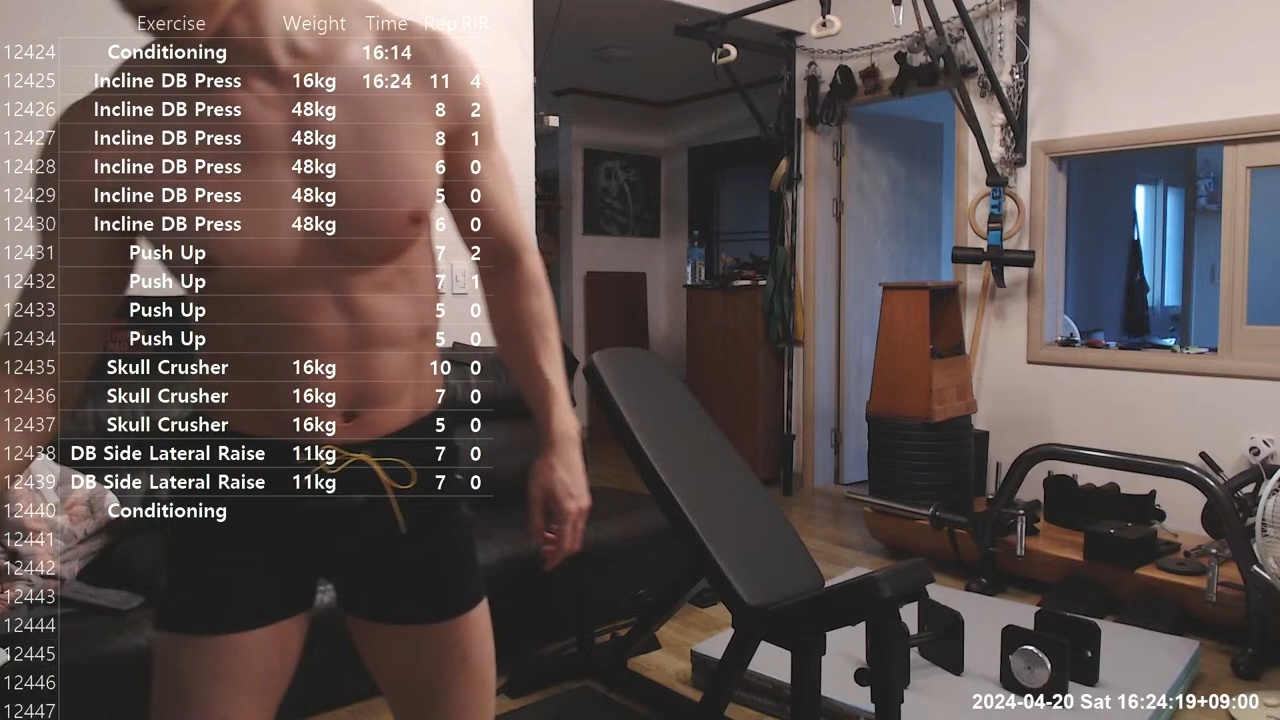 Exercise Weight Time Rep RIR
12424 Conditioning 16:14
12425 Incline DB Press 16kg 16:24 11 4
12426 Incline DB Press 48kg 8 2
12427 Incline DB Press 48kg 8 1
12428 Incline DB Press 48kg 6 0
12429 Incline DB Press 48kg 5 0
12430 Incline DB Press 48kg 6 0
12431 Push Up 7 2
12432 Push Up 7 1
12433 Push Up 5 0
12434 Push Up 5 0
12435 Skull Crusher 16kg 10 0
12436 Skull Crusher 16kg 7 0
12437 Skull Crusher 16kg 5 0
12438 DB Side Lateral Raise 11kg 7 0
12439 DB Side Lateral Raise 11kg 7 0
12440 Conditioning
12441
12442
12443
12444
12445
12446
12447
2024-04-20 Sat 16:24:19+09:00